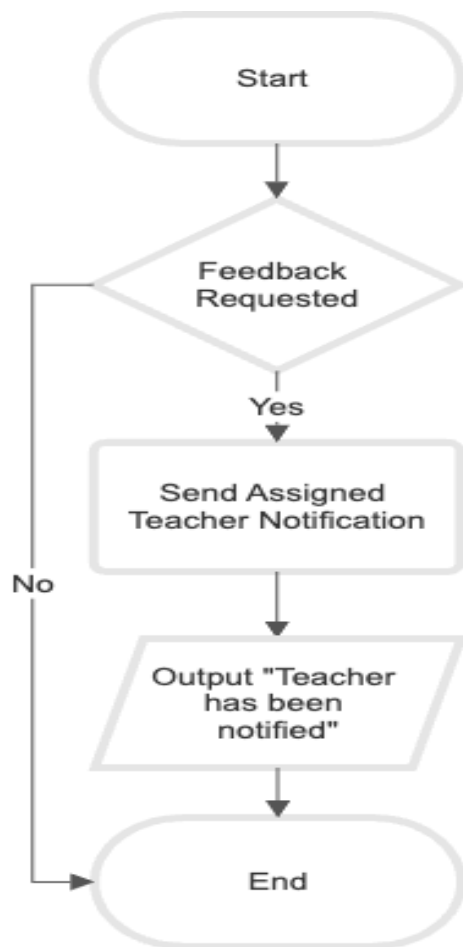 Start
Feedback
Requested
Yes
Send Assigned
Teacher Notification
No
Output "Teacher
has been
notified"
End